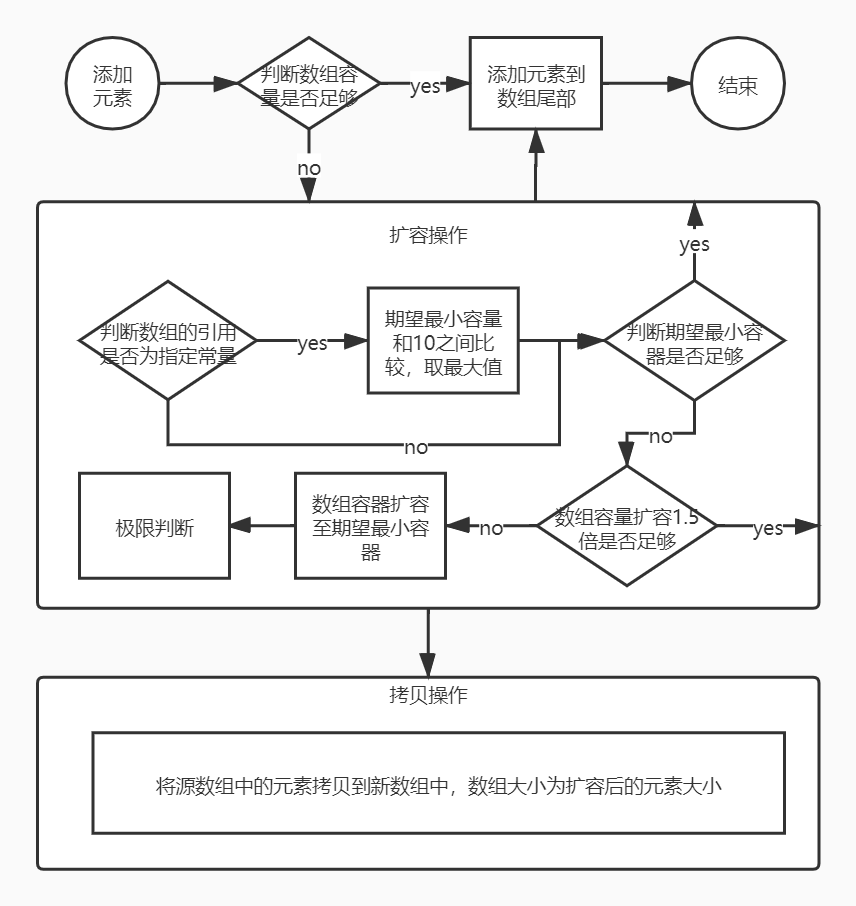 添加
元素
判断数组容
量是否足够
yes
添加元素到
数组尾部
结束
no
扩容操作
yes
判断数组的引用
是否为指定常量
yes
期望最小容量
和10之间比
较，取最大值
判断期望最小容
器是否足够
no
no
极限判断
数组容器扩容
至期望最小容
器
no
数组容量扩容1.5
倍是否足够
yes
拷贝操作
将源数组中的元素拷贝到新数组中，数组大小为扩容后的元素大小